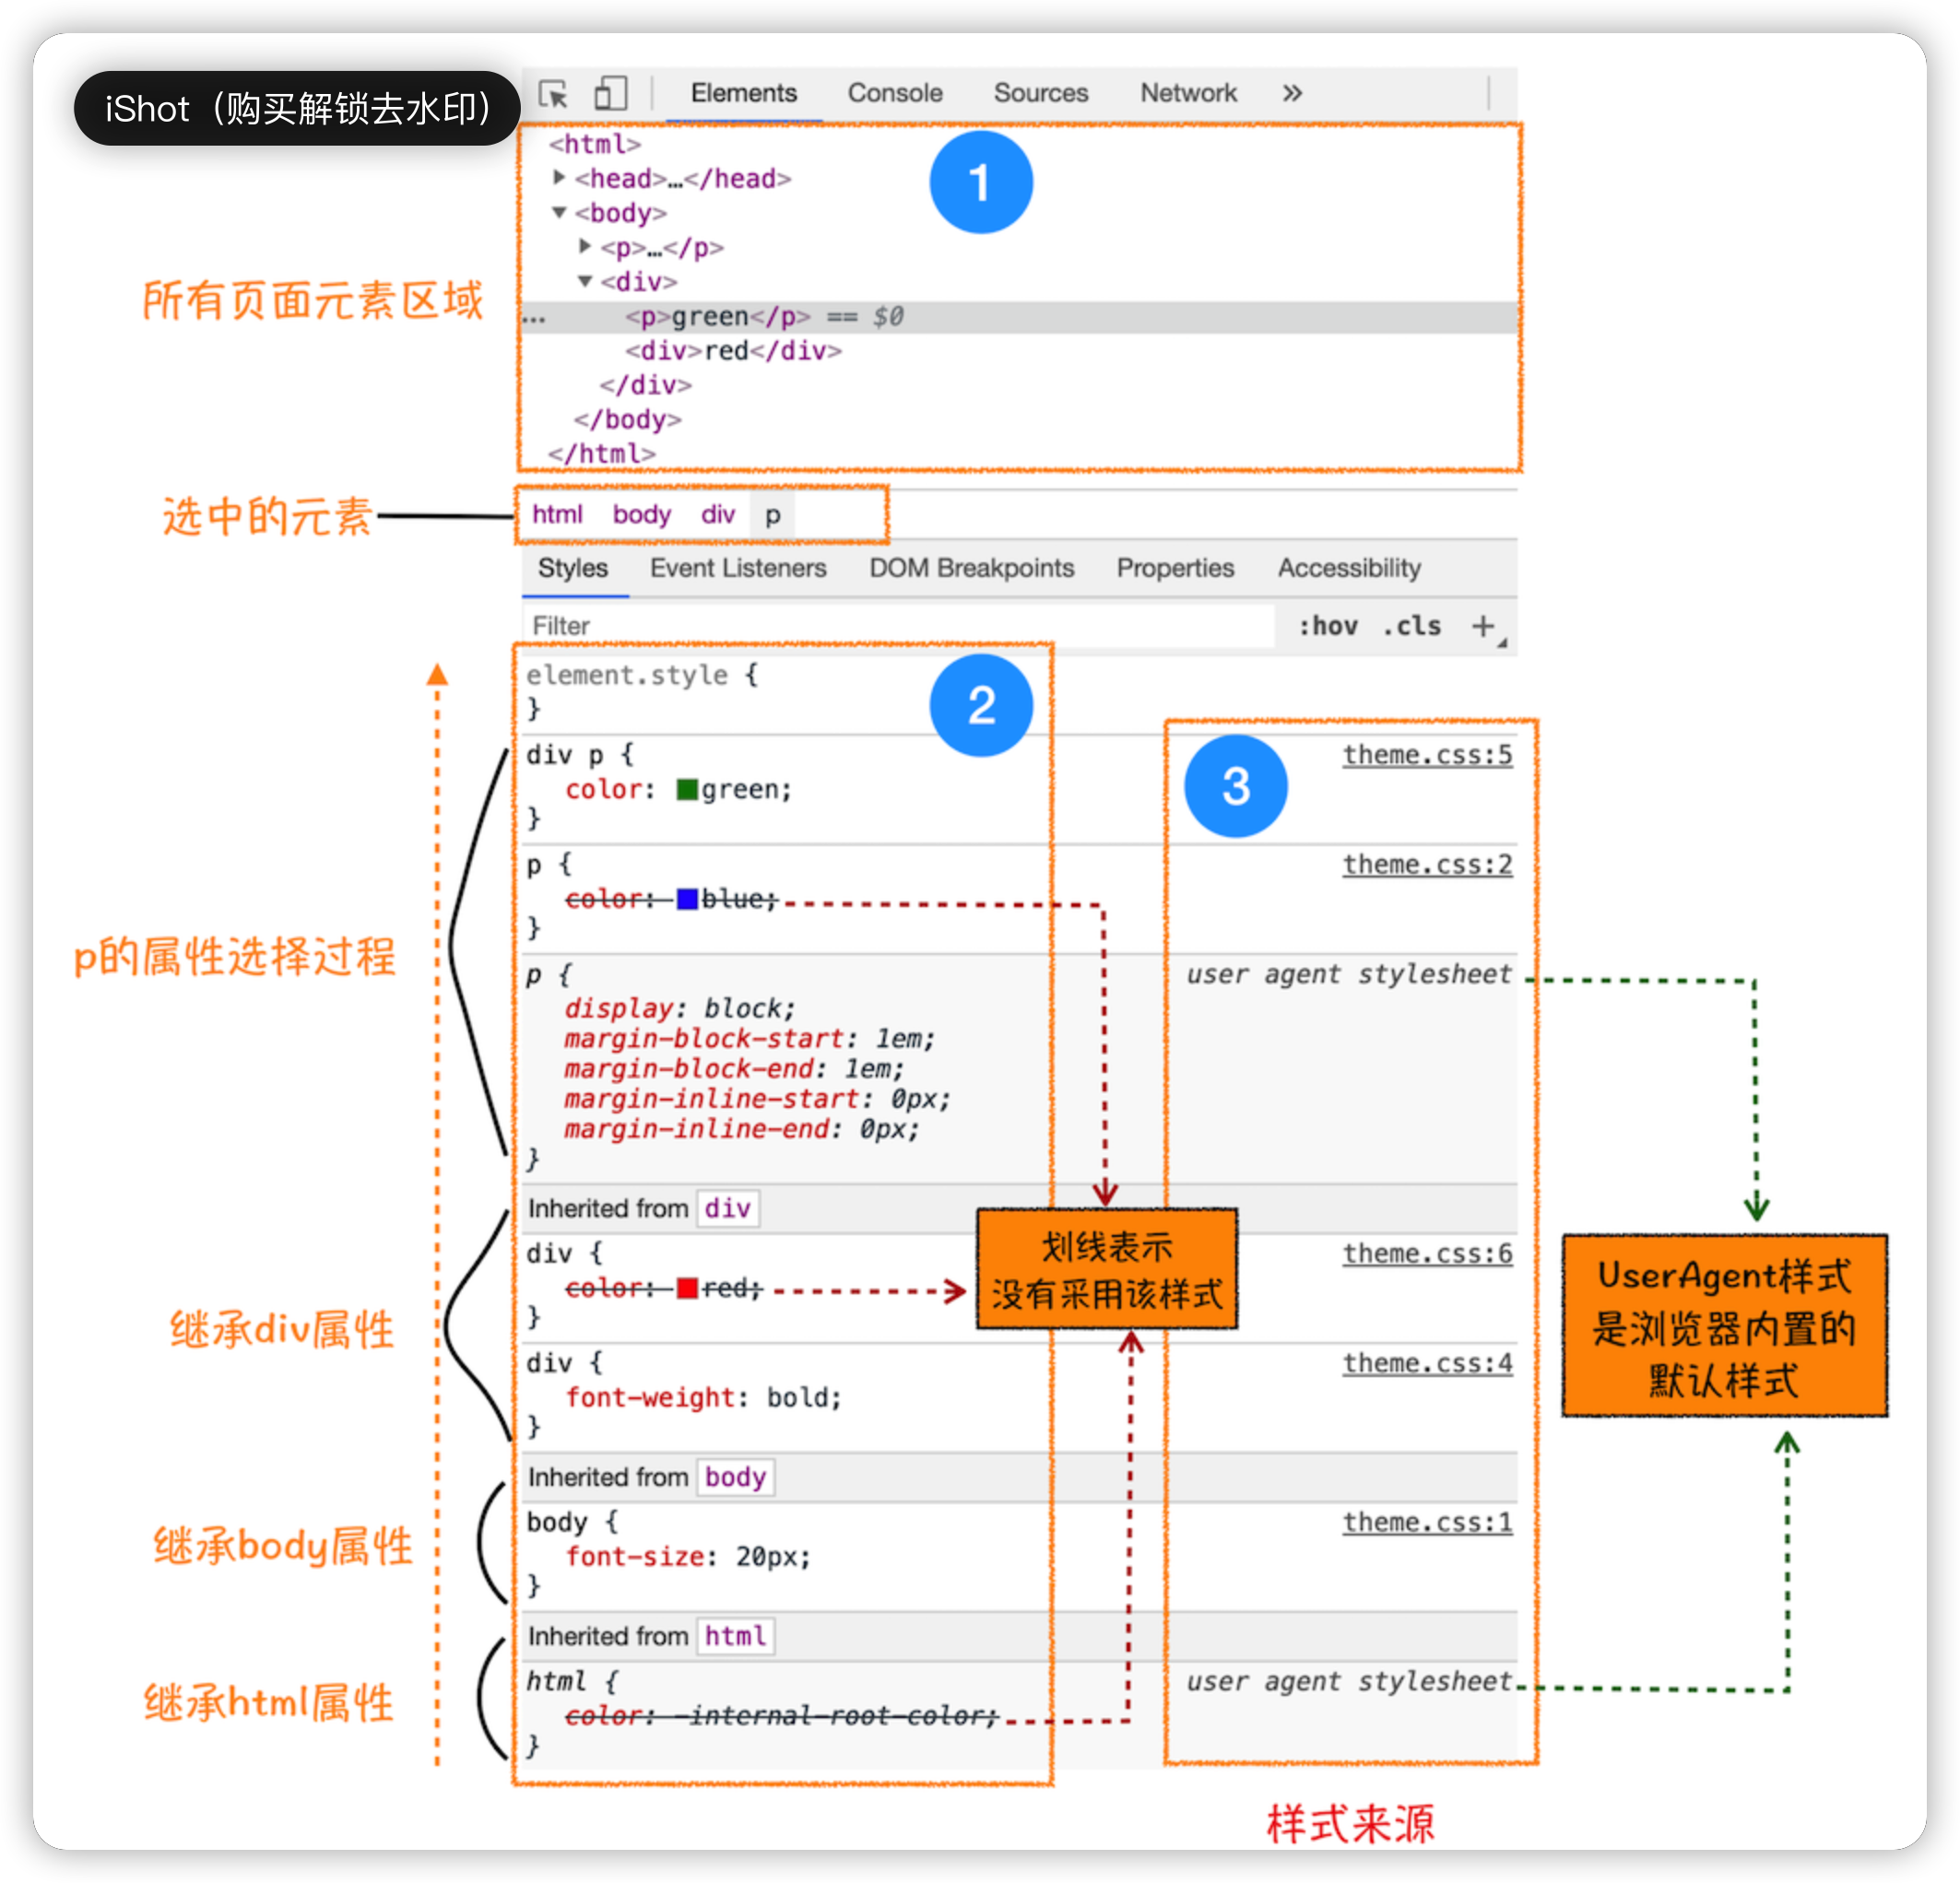 iShot（购买解锁去水印）
Elements Console Sources Network »
<html>
<head>…</head>
<body>
<p>…</p>
<div>
… <p>green</p> == $0
<div>red</div>
</div>
</body>
</html>
1
所有页面元素区域
选中的元素
html body div p
Styles Event Listeners DOM Breakpoints Properties Accessibility
Filter :hov .cls +
element.style {
}
2
div p { theme.css:5
color: green;
}
3
p { theme.css:2
color: blue;
}
p的属性选择过程
p { user agent stylesheet
display: block;
margin-block-start: 1em;
margin-block-end: 1em;
margin-inline-start: 0px;
margin-inline-end: 0px;
}
Inherited from div
div { theme.css:6
color: red;
}
继承div属性
划线表示
没有采用该样式
UserAgent样式
是浏览器内置的
默认样式
div { theme.css:4
font-weight: bold;
}
Inherited from body
body { theme.css:1
font-size: 20px;
}
继承body属性
Inherited from html
html { user agent stylesheet
color: -internal-root-color;
}
继承html属性
样式来源